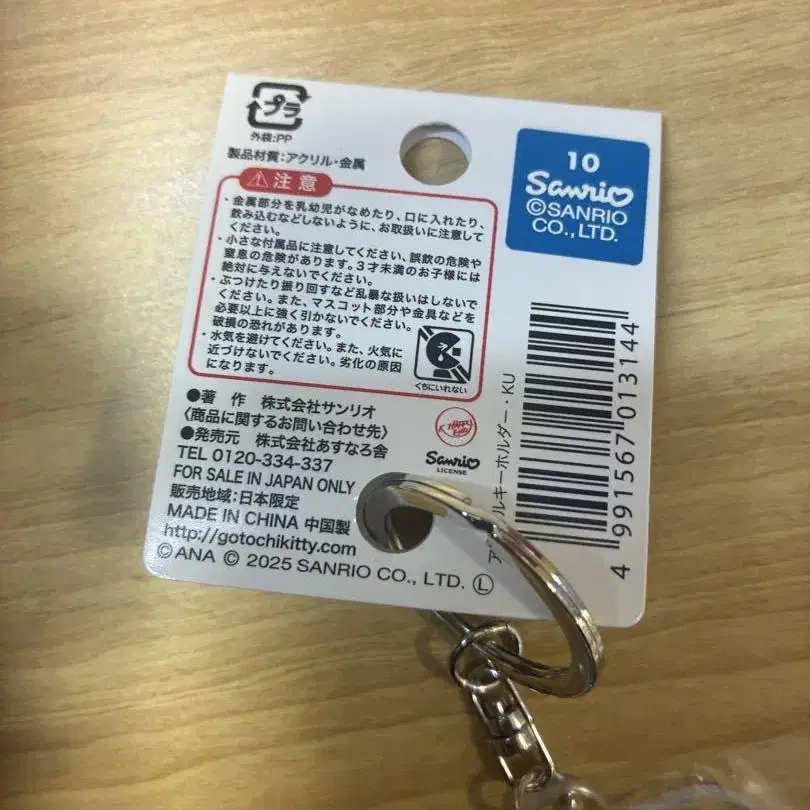 プラ
外袋:PP
製品材質:アクリル・金属
注意
・金属部分を乳幼児がなめたり、口に入れたり、
飲み込むなどしないように、お取扱いに注意して
ください。
・小さな付属品に注意してください、誤飲の危険や
窒息の危険があります。3才未満のお子様には
絶対に与えないでください。
・ぶつけたり振り回すなど乱暴な扱いはしないで
ください。また、マスコット部分や金具などを
必要以上に強く引かないでください。
破損の恐れがあります。
・水気を避けてください。また、火気に
近づけないでください。劣化の原因
になります。
くちにいれない
●著 作 株式会社サンリオ
〈商品に関するお問い合わせ先〉
●発売元 株式会社あすなろ舎
TEL 0120-334-337
FOR SALE IN JAPAN ONLY
販売地域:日本限定
MADE IN CHINA 中国製
http://gotochikitty.com
©ANA © 2025 SANRIO CO., LTD. Ⓛ
Sanrio
LICENSE
10
Sanrio
©SANRIO
CO.,LTD.
ルキーホルダー・KU
4 991567 013144